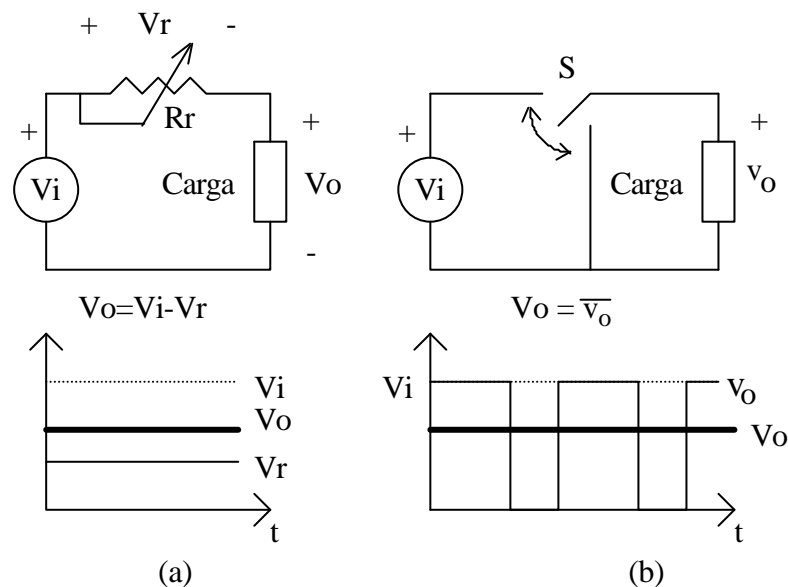 + Vr -
S
Rr
+ +
Vi Carga Vo
-
Vo=Vi-Vr
Vi
Vo
Vr
t
(a)
+ +
Vi Carga vo
Vo = vo
Vi vo
Vo
t
(b)